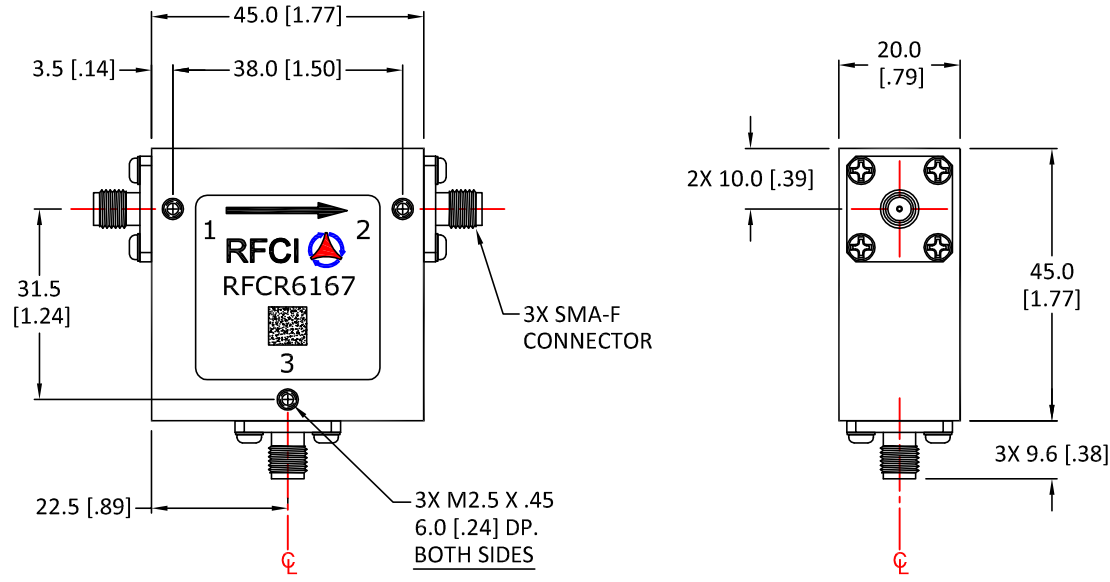 45.0 [1.77]
3.5 [.14]
38.0 [1.50]
1
2
RFCI
RFCR6167
3
31.5
[1.24]
3X SMA-F
CONNECTOR
22.5 [.89]
3X M2.5 X .45
6.0 [.24] DP.
BOTH SIDES
℄
20.0
[.79]
2X 10.0 [.39]
45.0
[1.77]
3X 9.6 [.38]
℄